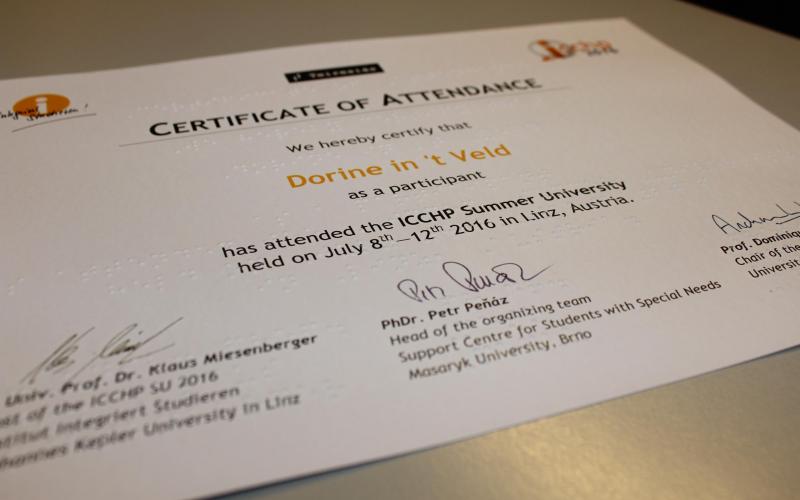 CERTIFICATE OF ATTENDANCE
We hereby certify that
Dorine in 't Veld
as a participant
has attended the ICCHP Summer University
held on July 8th—12th 2016 in Linz, Austria.
PhDr. Petr Peňáz
Head of the organizing team
Support Centre for Students with Special Needs
Masaryk University, Brno
Univ. Prof. Dr. Klaus Miesenberger
of the ICCHP SU 2016
Integriert Studieren
Kepler University in Linz
Prof. Dominiq
Chair of the
Universit